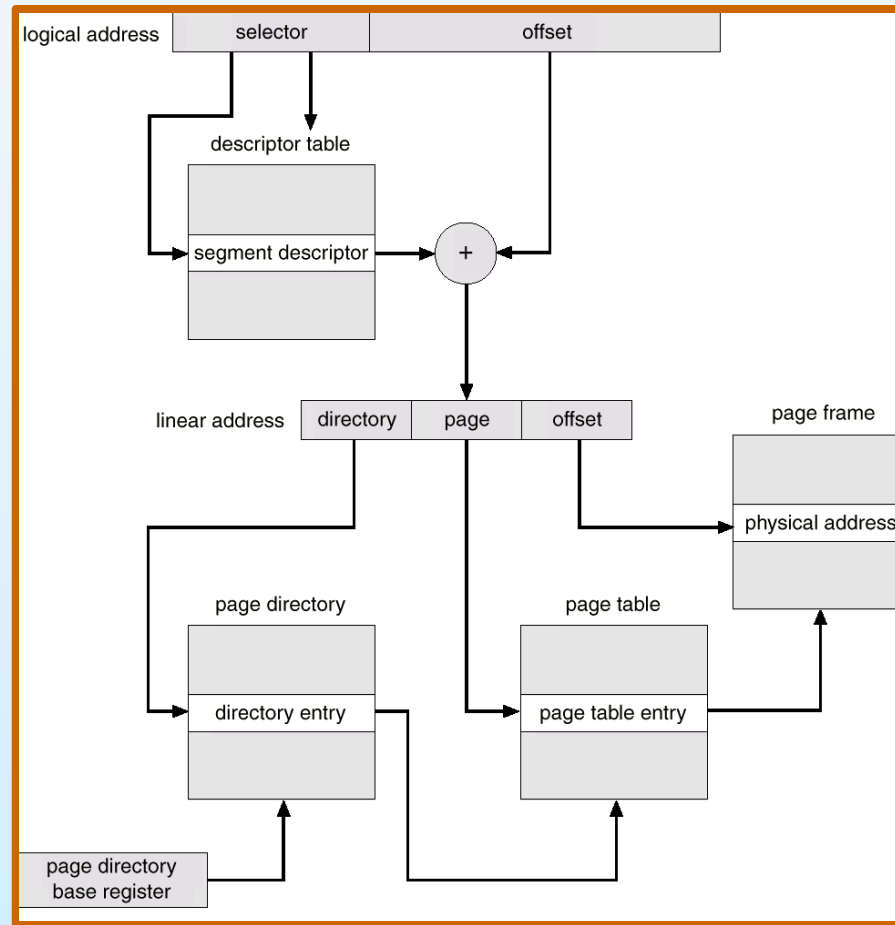 logical address
selector
offset
descriptor table
segment descriptor
+
linear address
directory
page
offset
page frame
physical address
page directory
page table
directory entry
page table entry
page directory
base register